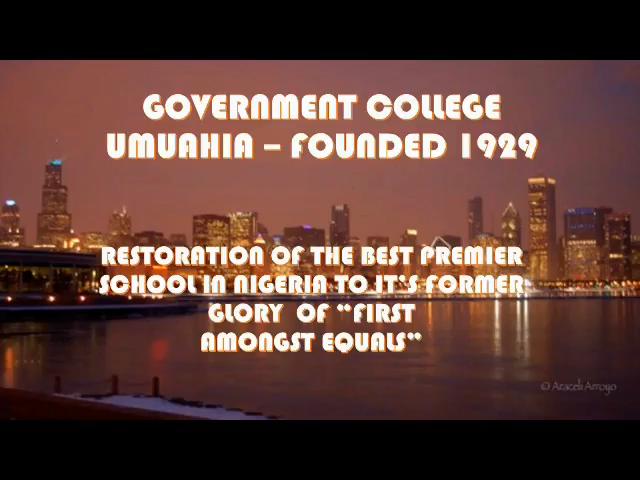 GOVERNMENT COLLEGE
UMUAHIA – FOUNDED 1929
RESTORATION OF THE BEST PREMIER
SCHOOL IN NIGERIA TO IT'S FORMER
GLORY OF "FIRST
AMONGST EQUALS"
© Araceli Arroyo